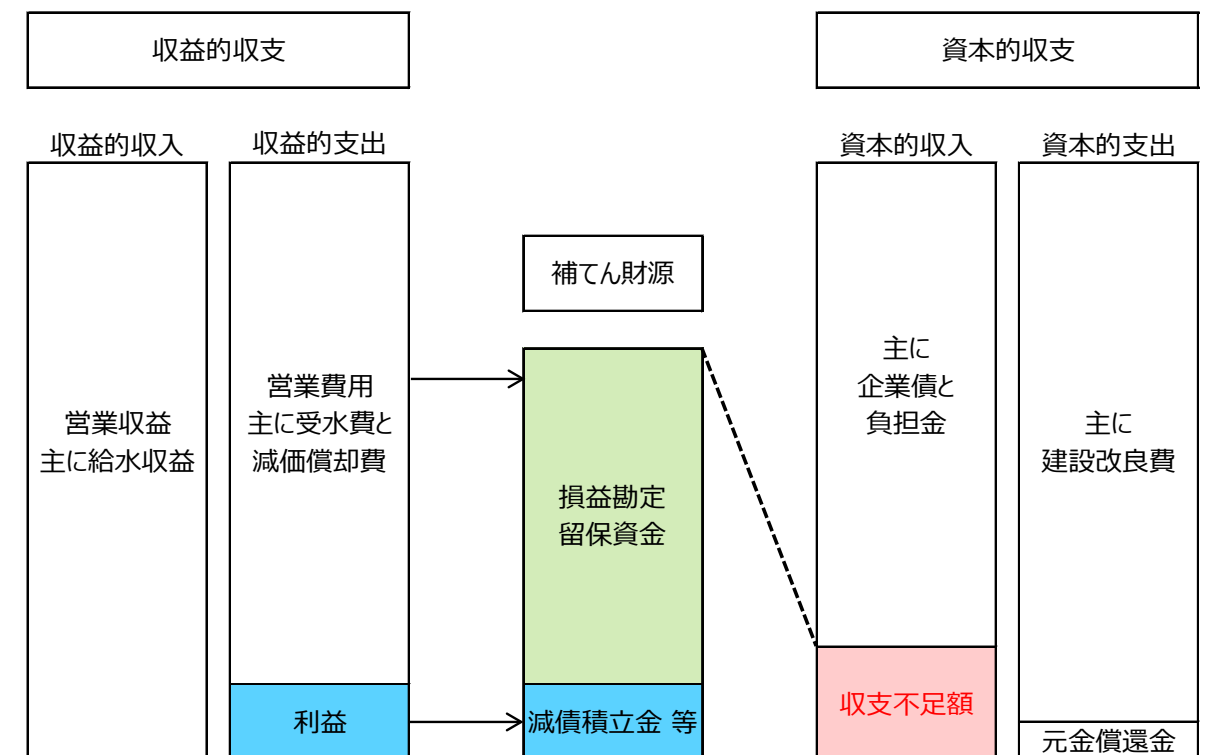 収益的収支
資本的収支
収益的収入
収益的支出
資本的収入
資本的支出
補てん財源
営業収益
主に給水収益
営業費用
主に受水費と
減価償却費
損益勘定
留保資金
主に
企業債と
負担金
主に
建設改良費
利益
減債積立金 等
収支不足額
元金償還金